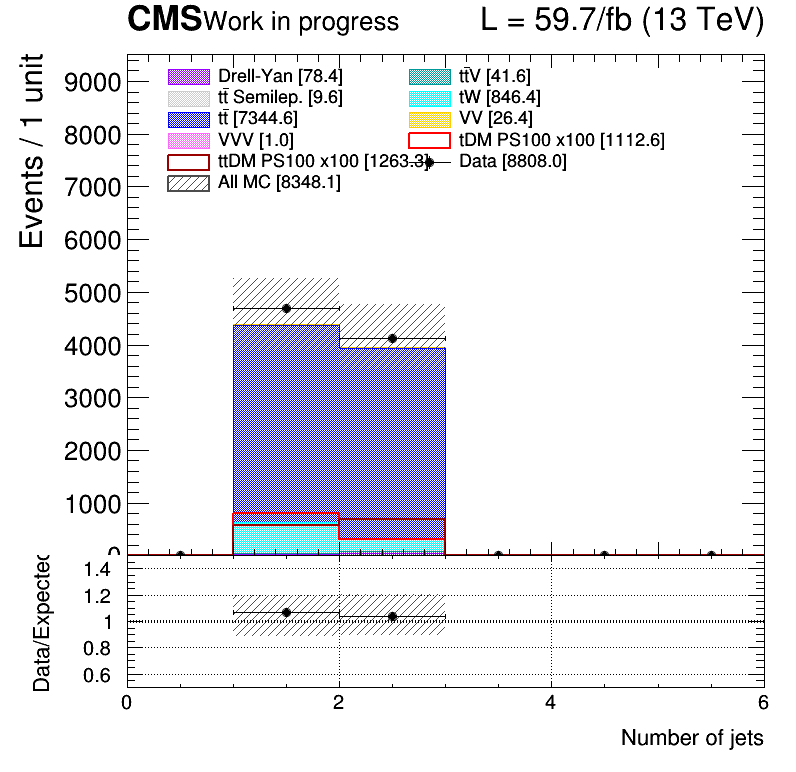 CMS Work in progress L = 59.7/fb (13 TeV)
Events / 1 unit
9000
8000
7000
6000
5000
4000
3000
2000
1000
0
Drell-Yan [78.4]
tt̄V [41.6]
tt̄ Semilep. [9.6]
tW [846.4]
tt̄ [7344.6]
VV [26.4]
VVV [1.0]
tDM PS100 x100 [1112.6]
ttDM PS100 x100 [1263.3]
Data [8808.0]
All MC [8348.1]
Data/Expected
1.4
1.2
1
0.8
0.6
0 2 4 6
Number of jets